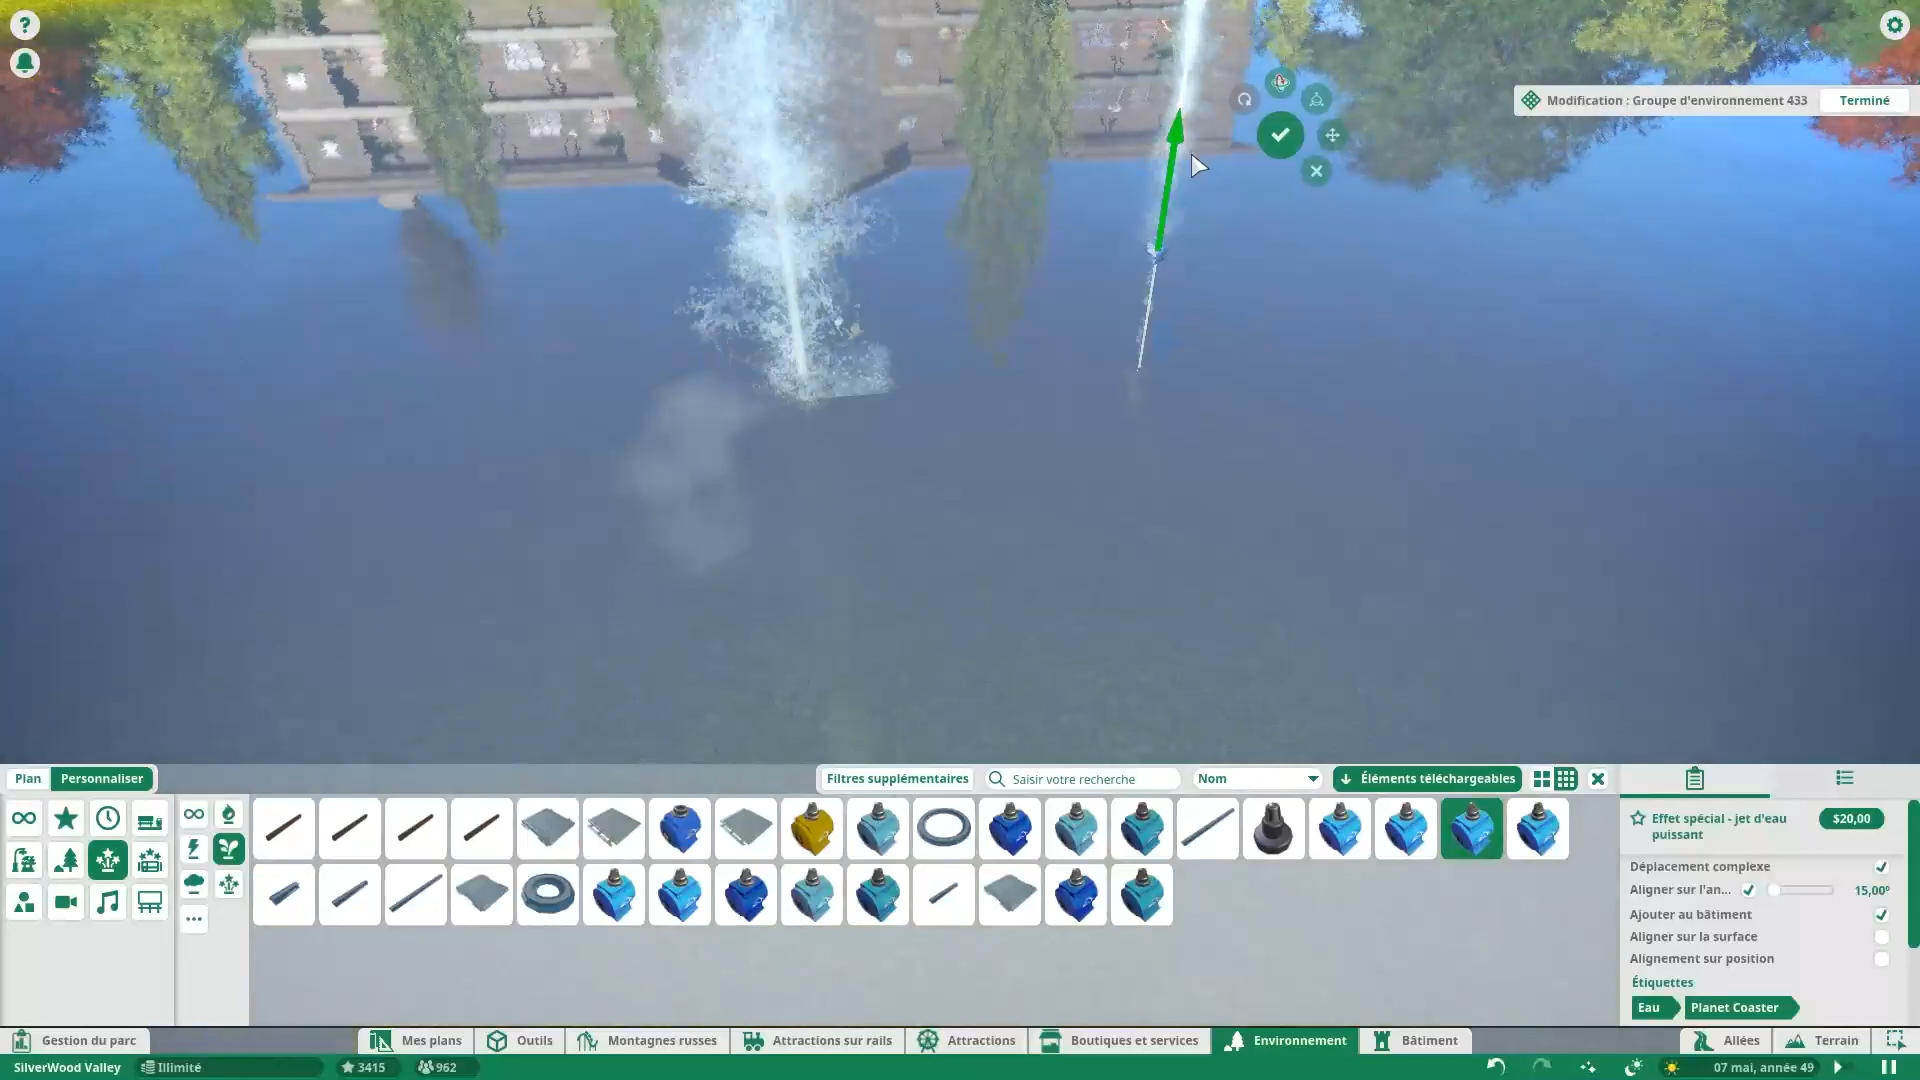 ?
Modification : Groupe d'environnement 433
Terminé
Plan
Personnaliser
Filtres supplémentaires
Saisir votre recherche
Nom
Éléments téléchargeables
Effet spécial - jet d'eau
puissant
$20,00
Déplacement complexe
Aligner sur l'an...
15,00°
Ajouter au bâtiment
Aligner sur la surface
Alignement sur position
Étiquettes
Eau
Planet Coaster
Gestion du parc
Mes plans
Outils
Montagnes russes
Attractions sur rails
Attractions
Boutiques et services
Environnement
Bâtiment
Allées
Terrain
SilverWood Valley
Illimité
3415
962
07 mai, année 49